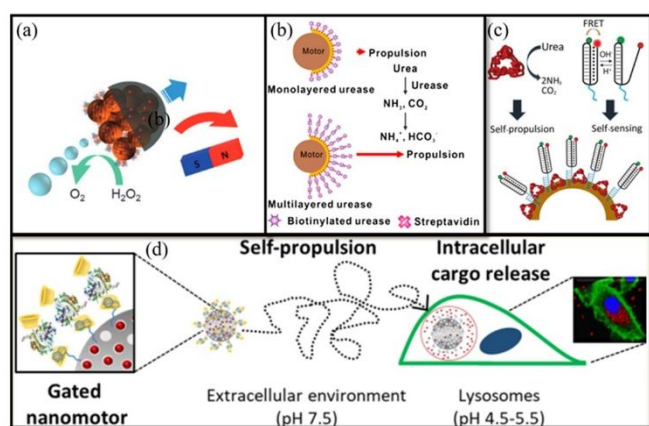 (a)
(b)
S N
O2
H2O2
(b)
Motor
Propulsion
Monolayered urease
Urea
Urease
NH3, CO2
NH4+, HCO3-
Motor
Propulsion
Multilayered urease
Biotinylated urease
Streptavidin
(c)
FRET
Urea
OH-
H+
2NH3
CO2
Self-propulsion
Self-sensing
(d)
Self-propulsion
Intracellular
cargo release
Gated
nanomotor
Extracellular environment
(pH 7.5)
Lysosomes
(pH 4.5-5.5)